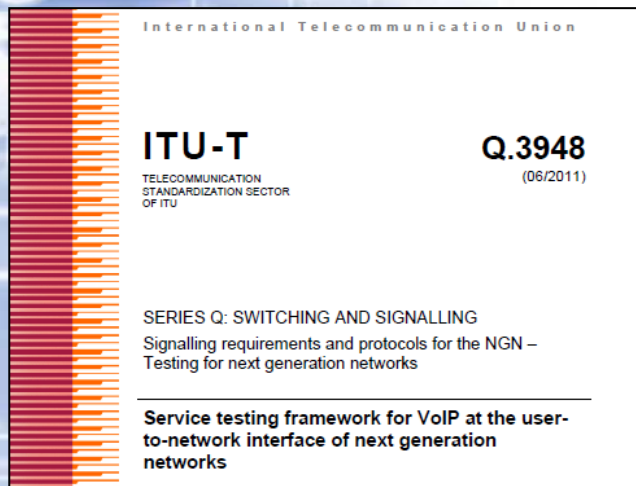 International Telecommunication Union
ITU-T
Q.3948
TELECOMMUNICATION
(06/2011)
STANDARDIZATION SECTOR
OF ITU
SERIES Q: SWITCHING AND SIGNALLING
Signalling requirements and protocols for the NGN –
Testing for next generation networks
Service testing framework for VoIP at the user-
to-network interface of next generation
networks